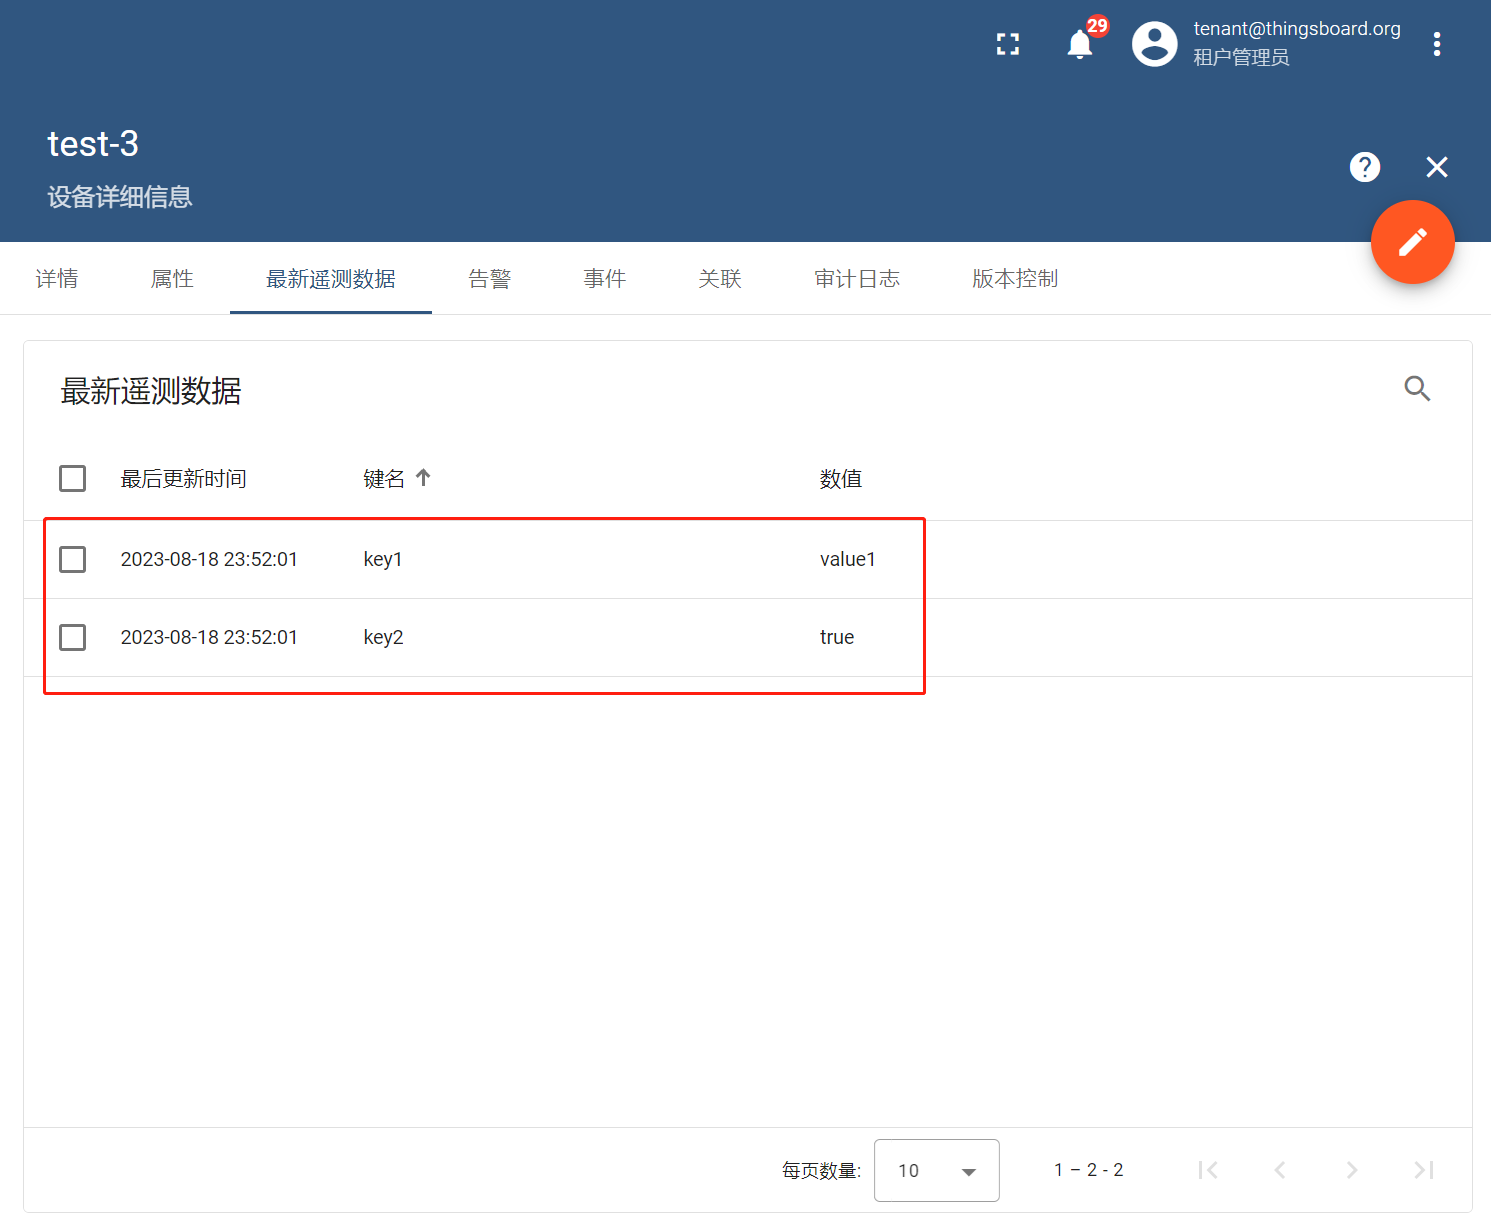 29
tenant@thingsboard.org
租户管理员
test-3
设备详细信息
详情 属性 最新遥测数据 告警 事件 关联 审计日志 版本控制
最新遥测数据
最后更新时间 键名 数值
2023-08-18 23:52:01 key1 value1
2023-08-18 23:52:01 key2 true
每页数量: 10 1 – 2 - 2